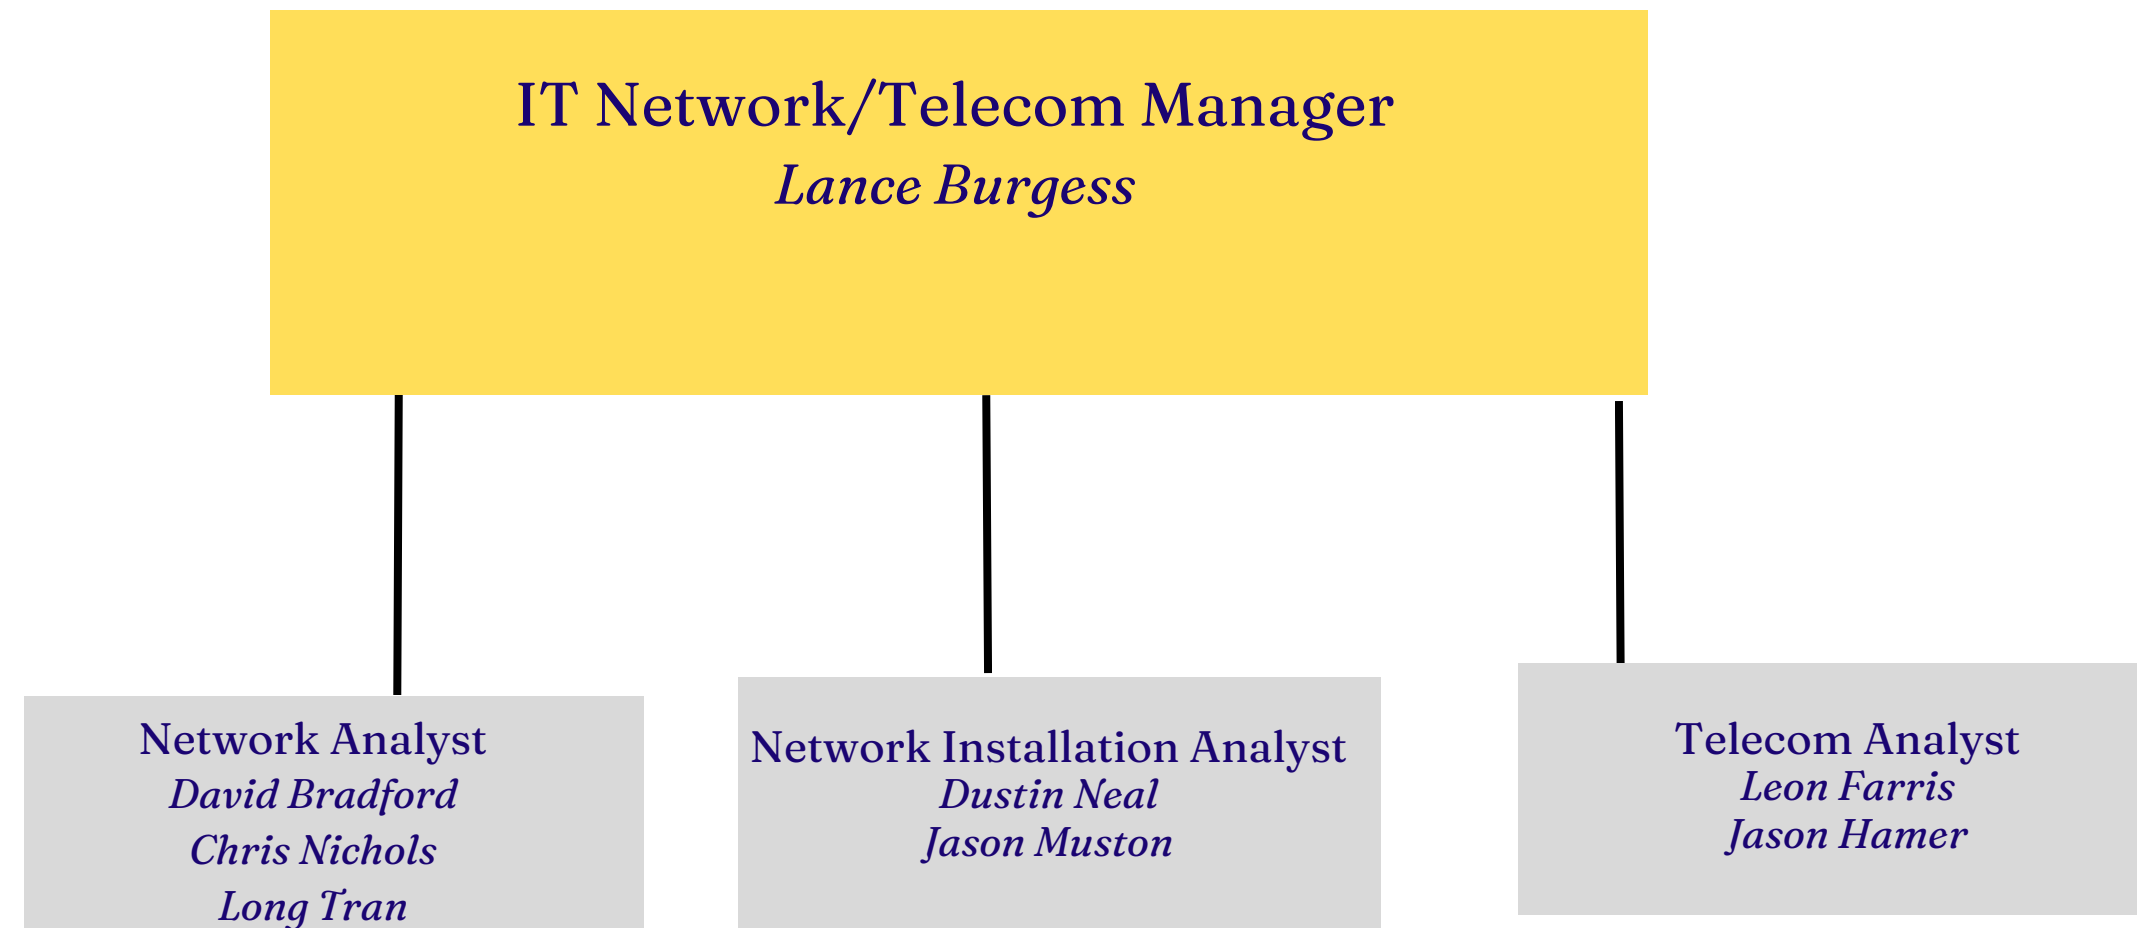 IT Network/Telecom Manager
Lance Burgess
Network Analyst
David Bradford
Chris Nichols
Long Tran
Network Installation Analyst
Dustin Neal
Jason Muston
Telecom Analyst
Leon Farris
Jason Hamer